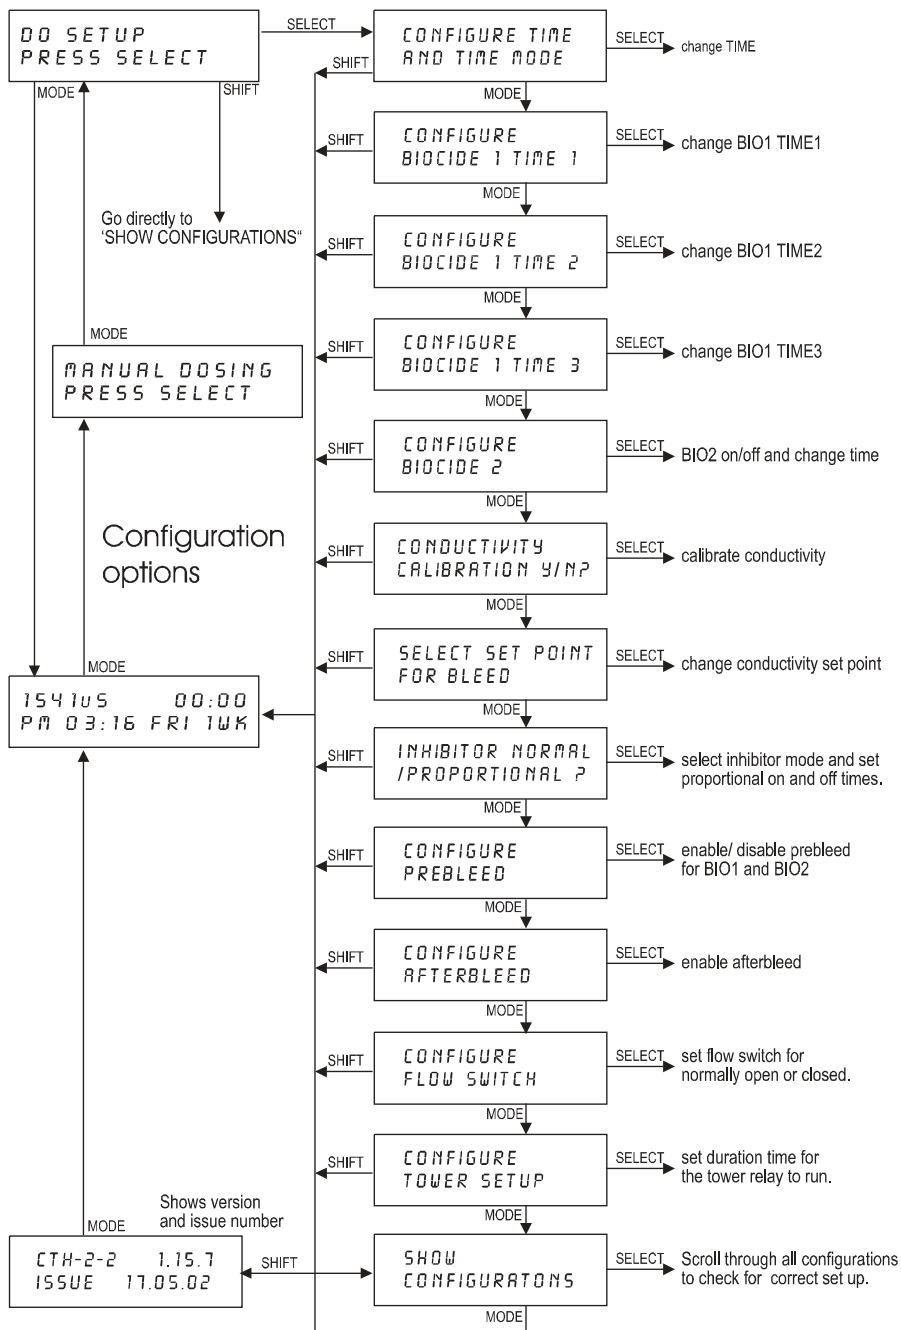 DO SETUP
PRESS SELECT
SELECT
CONFIGURE TIME
AND TIME MODE
SELECT
change TIME
SHIFT
MODE
SHIFT
MODE
CONFIGURE
BIOCIDE 1 TIME 1
SHIFT
SELECT
change BIO1 TIME1
MODE
Go directly to
'SHOW CONFIGURATIONS"
CONFIGURE
BIOCIDE 1 TIME 2
SHIFT
SELECT
change BIO1 TIME2
MODE
MODE
MANUAL DOSING
PRESS SELECT
CONFIGURE
BIOCIDE 1 TIME 3
SHIFT
SELECT
change BIO1 TIME3
MODE
CONFIGURE
BIOCIDE 2
SHIFT
SELECT
BIO2 on/off and change time
MODE
Configuration
options
CONDUCTIVITY
CALIBRATION Y/N?
SHIFT
SELECT
calibrate conductivity
MODE
MODE
1541uS 00:00
PM 03:16 FRI 1WK
SELECT SET POINT
FOR BLEED
SHIFT
SELECT
change conductivity set point
MODE
INHIBITOR NORMAL
/PROPORTIONAL ?
SHIFT
SELECT
select inhibitor mode and set
proportional on and off times.
MODE
CONFIGURE
PREBLEED
SHIFT
SELECT
enable/ disable prebleed
for BIO1 and BIO2
MODE
CONFIGURE
AFTERBLEED
SHIFT
SELECT
enable afterbleed
MODE
CONFIGURE
FLOW SWITCH
SHIFT
SELECT
set flow switch for
normally open or closed.
MODE
CONFIGURE
TOWER SETUP
SHIFT
SELECT
set duration time for
the tower relay to run.
MODE
Shows version
and issue number
MODE
CTH-2-2 1.15.7
ISSUE 17.05.02
SHIFT
SHOW
CONFIGURATONS
SELECT
Scroll through all configurations
to check for correct set up.
MODE